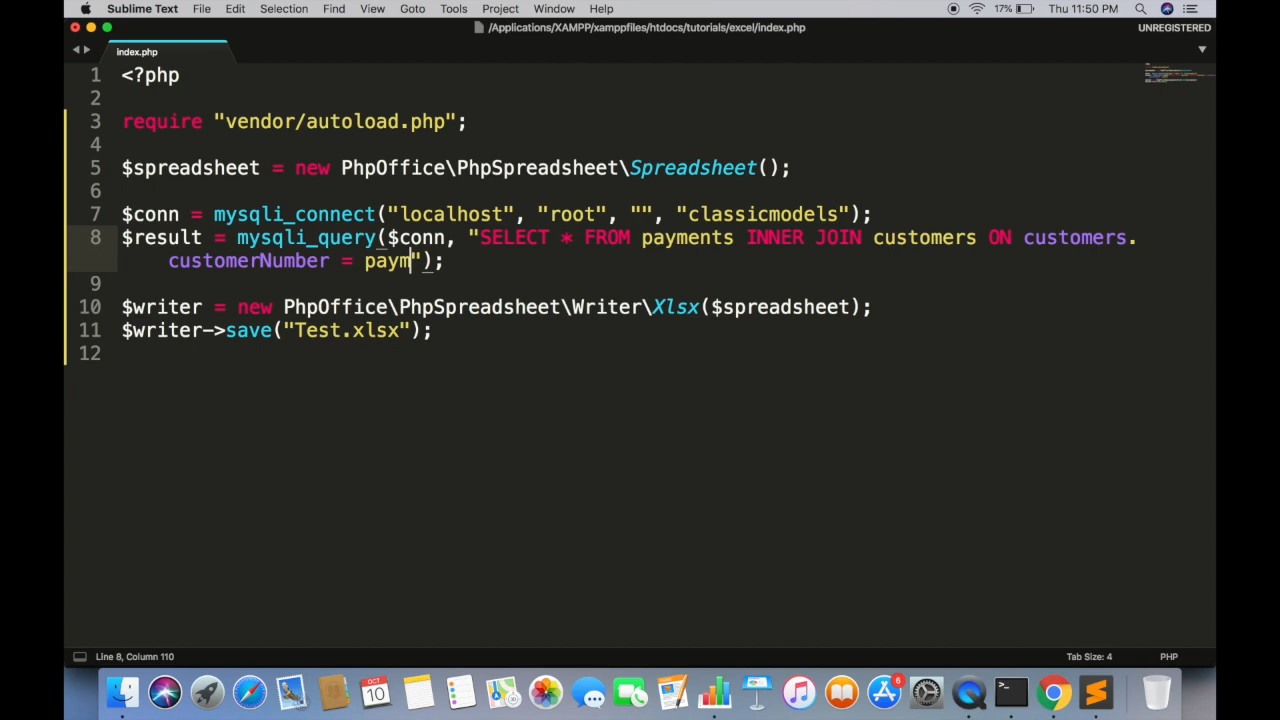 Sublime Text File Edit Selection Find View Goto Tools Project Window Help 17% Thu 11:50 PM
/Applications/XAMPP/xamppfiles/htdocs/tutorials/excel/index.php UNREGISTERED
index.php
1 <?php
2
3 require "vendor/autoload.php";
4
5 $spreadsheet = new PhpOffice\PhpSpreadsheet\Spreadsheet();
6
7 $conn = mysqli_connect("localhost", "root", "", "classicmodels");
8 $result = mysqli_query($conn, "SELECT * FROM payments INNER JOIN customers ON customers.
customerNumber = paym");
9
10 $writer = new PhpOffice\PhpSpreadsheet\Writer\Xlsx($spreadsheet);
11 $writer->save("Test.xlsx");
12
Line 8, Column 110 Tab Size: 4 PHP
OCT
10
6